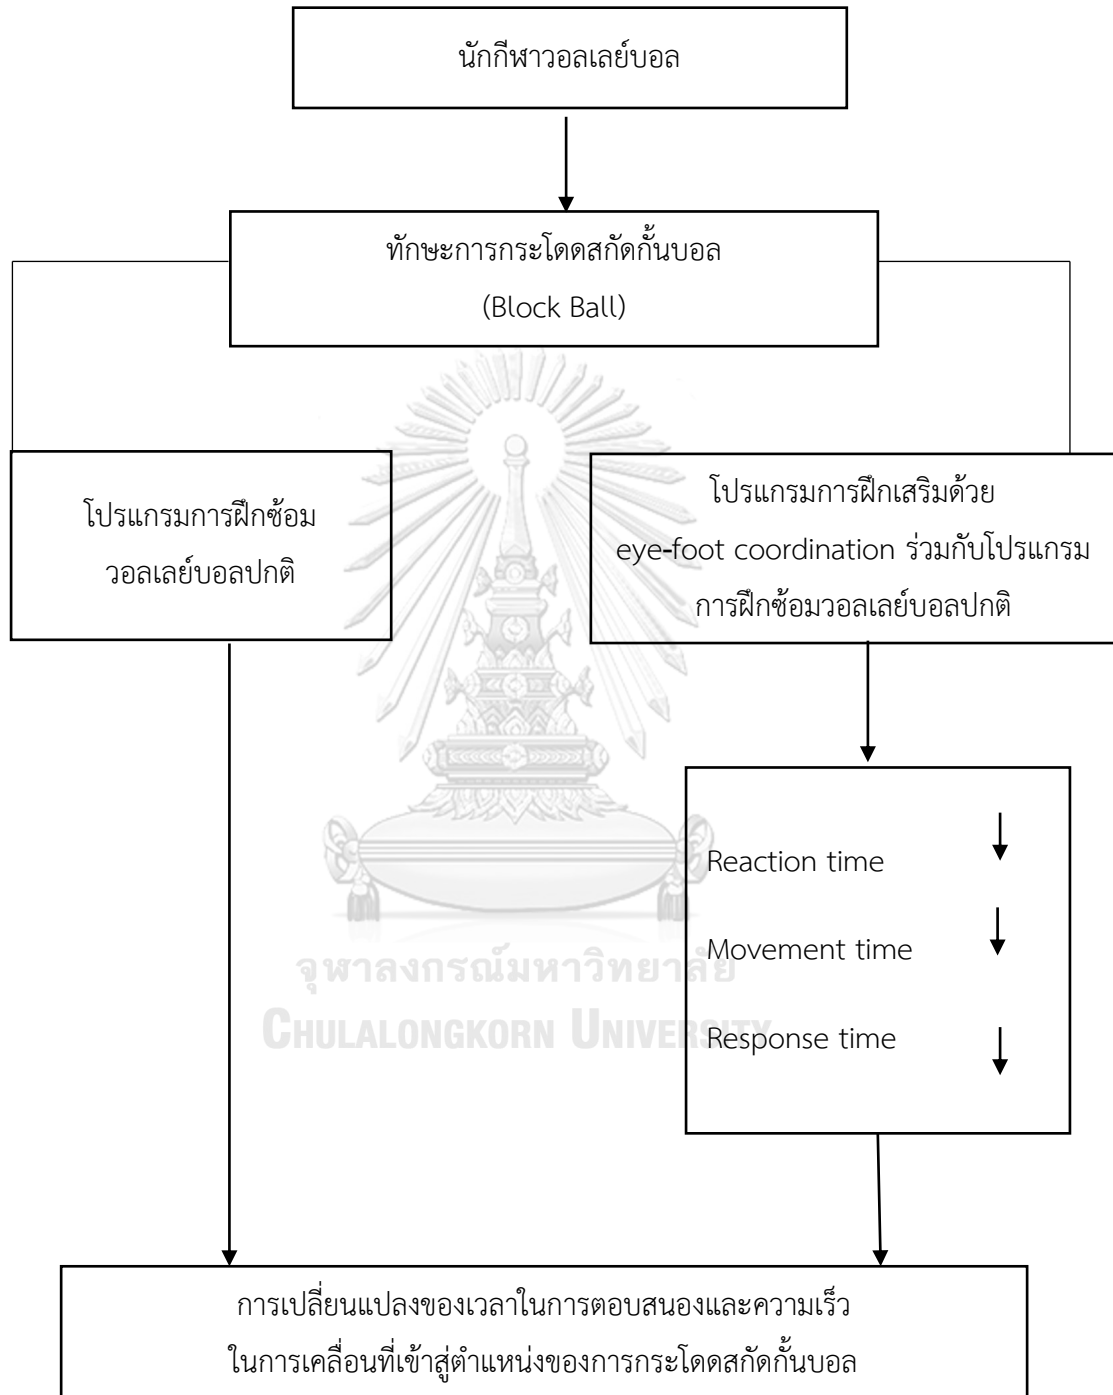 นักกีฬาวอลเลย์บอล
ทักษะการกระโดดสกัดกั้นบอล
(Block Ball)
โปรแกรมการฝึกซ้อม
วอลเลย์บอลปกติ
โปรแกรมการฝึกเสริมด้วย
eye-foot coordination ร่วมกับโปรแกรม
การฝึกซ้อมวอลเลย์บอลปกติ
Reaction time
Movement time
Response time
จุฬาลงกรณ์มหาวิทยาลัย
CHULALONGKORN UNIVERSITY
การเปลี่ยนแปลงของเวลาในการตอบสนองและความเร็ว
ในการเคลื่อนที่เข้าสู่ตำแหน่งของการกระโดดสกัดกั้นบอล